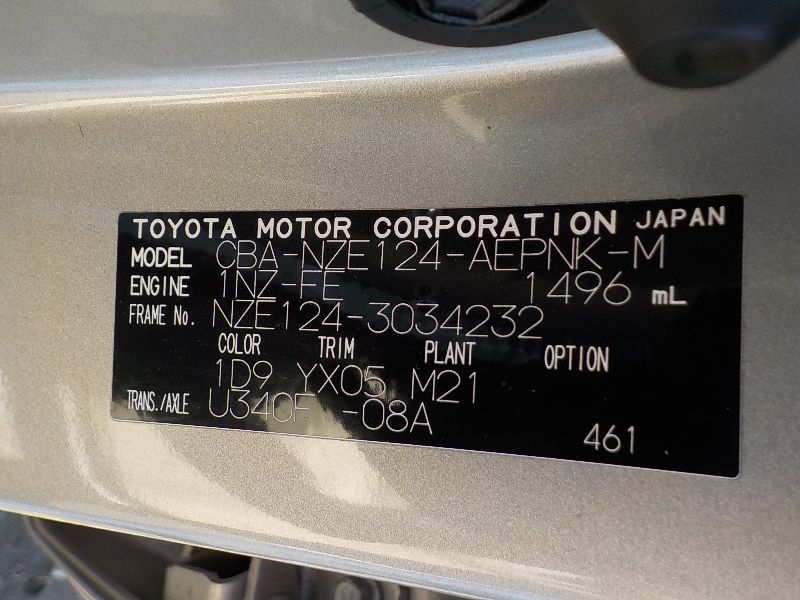 TOYOTA MOTOR CORPORATION JAPAN
MODEL CBA-NZE124-AEPNK-M
ENGINE 1NZ-FE 1496 mL
FRAME No. NZE124-3034232
COLOR TRIM PLANT OPTION
1D9 YX05 M21
TRANS./AXLE U340F -08A
461